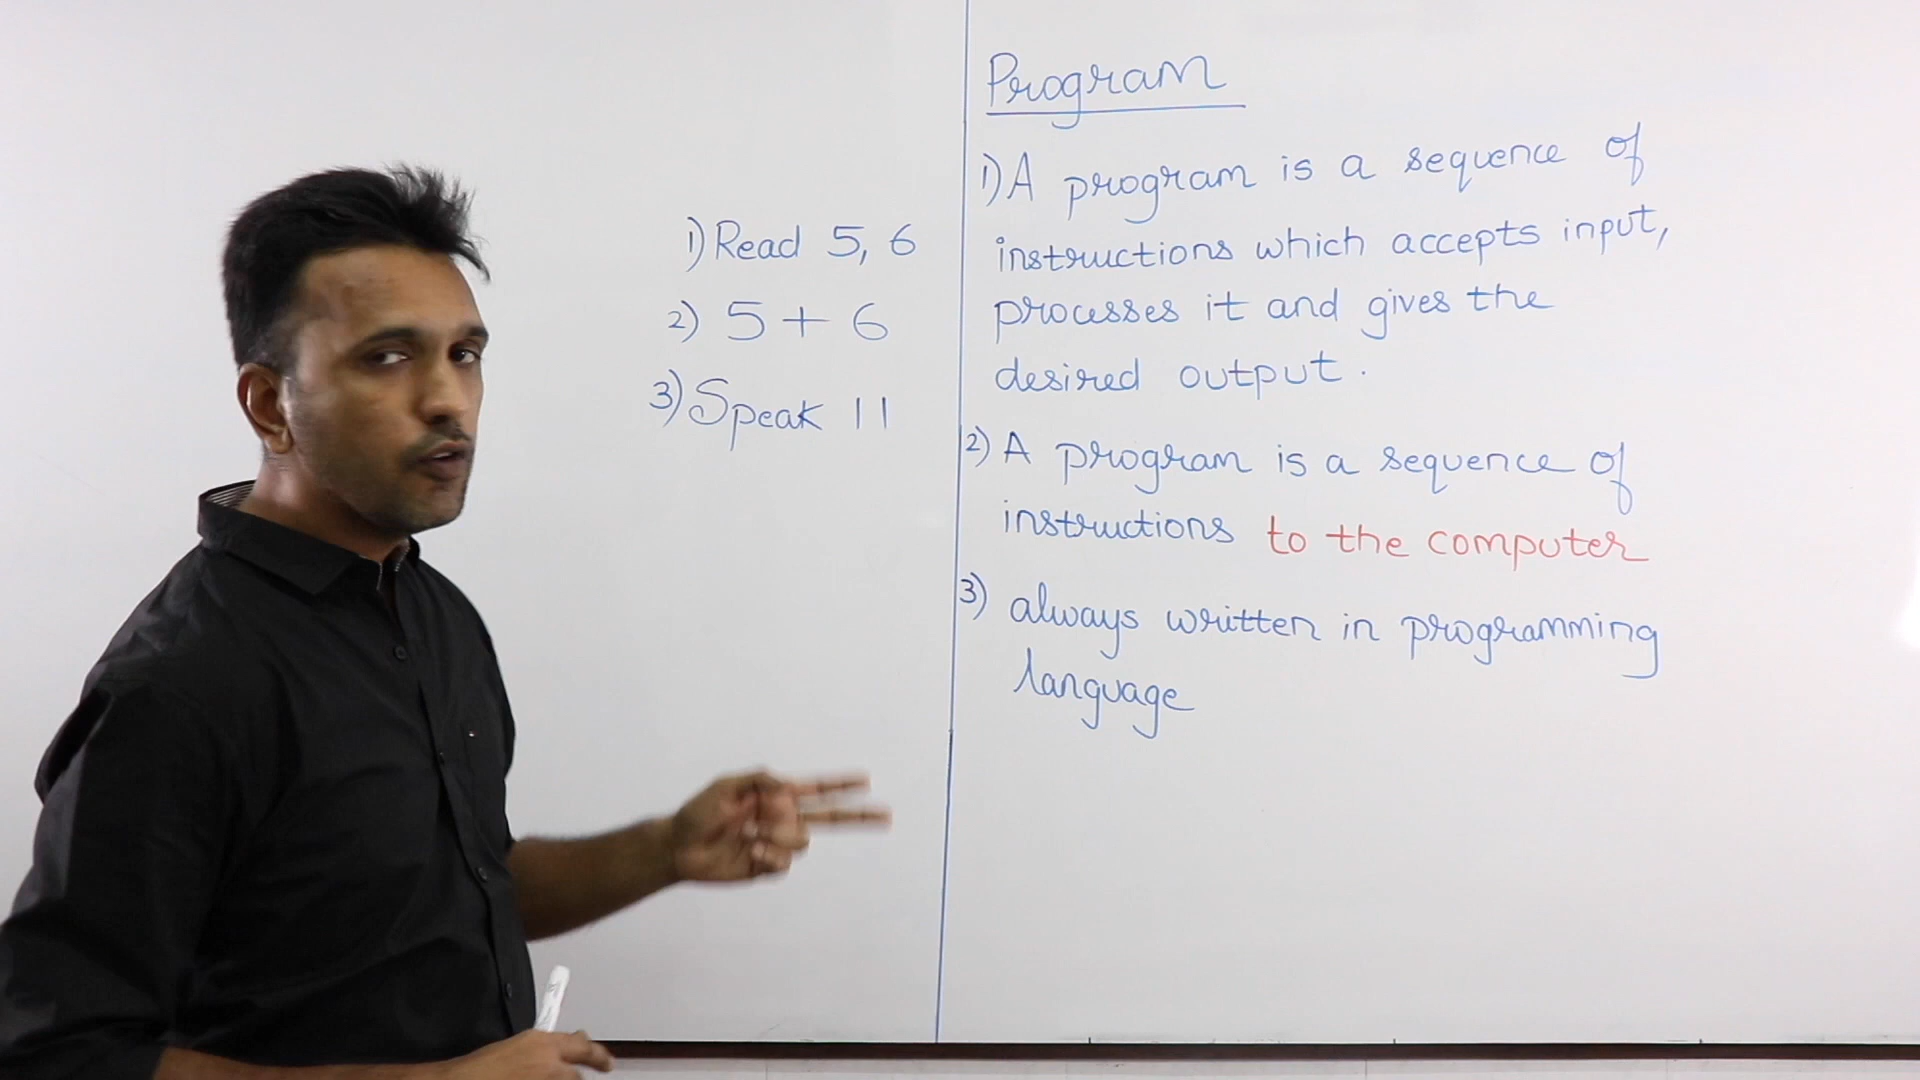 1) Read 5, 6
2) 5 + 6
3) Speak 11
Program
1) A program is a sequence of
instructions which accepts input,
processes it and gives the
desired output.
2) A program is a sequence of
instructions to the computer
3) always written in programming
language